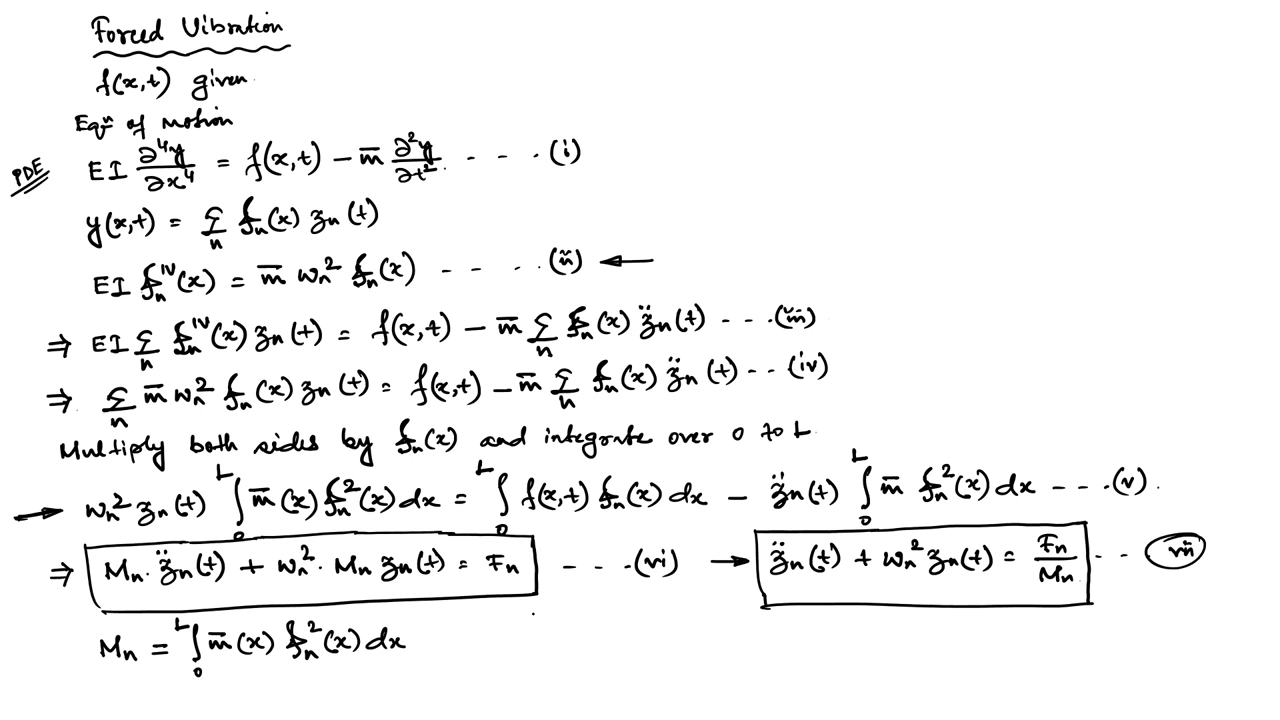 Forced Vibration
f(x,t) given
Eqⁿ of motion
PDE
EI ∂⁴y/∂x⁴ = f(x,t) − m̅ ∂²y/∂t² - - - - · (i)
y(x,t) = Σₙ fₙ(x) zₙ(t)
EI fₙᴵⱽ(x) = m̅ ωₙ² fₙ(x) - - - · - · (ii) ←
⇒ EI Σₙ fₙᴵⱽ(x) zₙ(t) = f(x,t) − m̅ Σₙ fₙ(x) z̈ₙ(t) - - - · (iii)
⇒ Σₙ m̅ ωₙ² fₙ(x) zₙ(t) = f(x,t) − m̅ Σₙ fₙ(x) z̈ₙ(t) - - · · (iv)
Multiply both sides by fₙ(x) and integrate over 0 to L
→ ωₙ² zₙ(t) ∫₀ᴸ m̅(x) fₙ²(x) dx = ∫₀ᴸ f(x,t) fₙ(x) dx − z̈ₙ(t) ∫₀ᴸ m̅ fₙ²(x) dx - - - · (v) .
⇒ Mₙ. z̈ₙ(t) + ωₙ². Mₙ zₙ(t) = Fₙ - - - · (vi) → z̈ₙ(t) + ωₙ² zₙ(t) = Fₙ/Mₙ · - - (vii)
Mₙ = ∫₀ᴸ m̅(x) fₙ²(x) dx